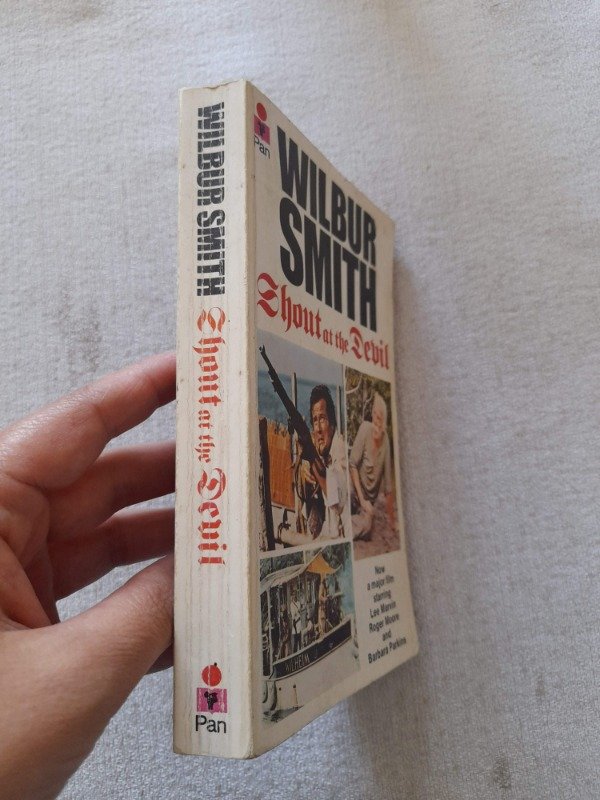 WILBUR SMITH Shout at the Devil
Pan
Pan
WILBUR
SMITH
Shout at the Devil
WILHELM
Now
a major film
starring
Lee Marvin
Roger Moore
and
Barbara Parkins